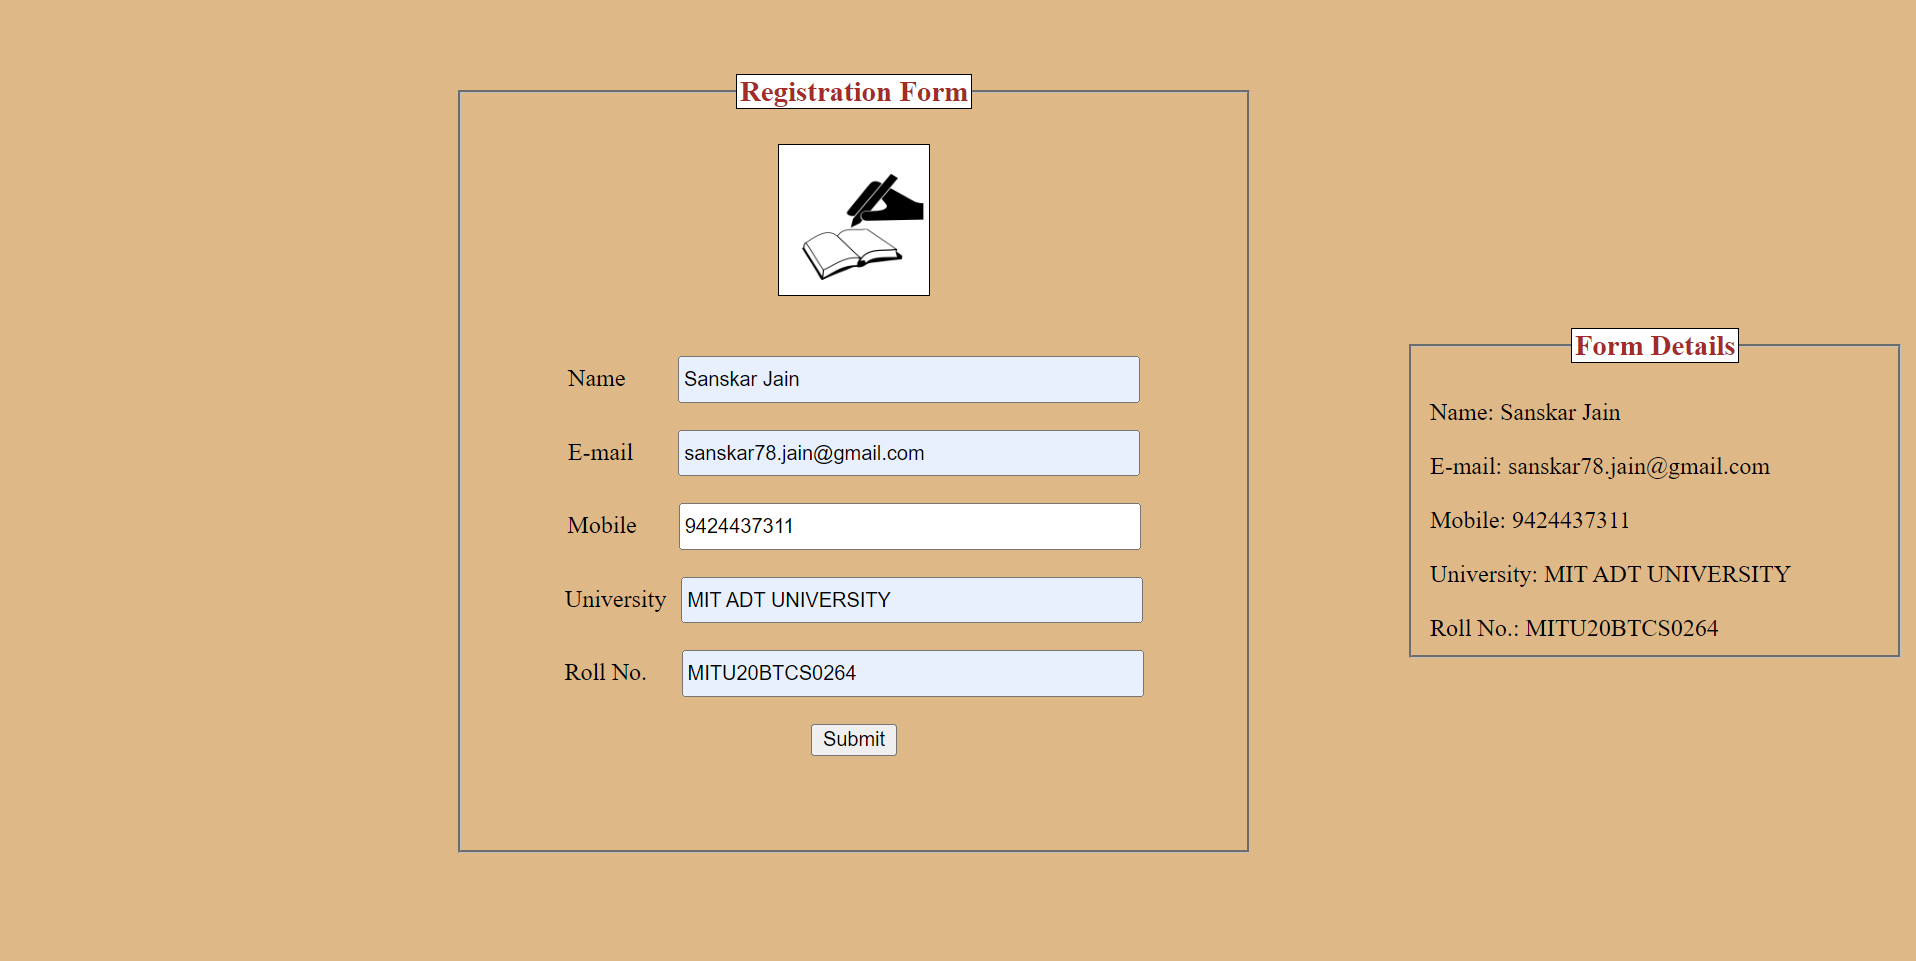 Registration Form
Name Sanskar Jain
E-mail sanskar78.jain@gmail.com
Mobile 9424437311
University MIT ADT UNIVERSITY
Roll No. MITU20BTCS0264
Submit
Form Details
Name: Sanskar Jain
E-mail: sanskar78.jain@gmail.com
Mobile: 9424437311
University: MIT ADT UNIVERSITY
Roll No.: MITU20BTCS0264